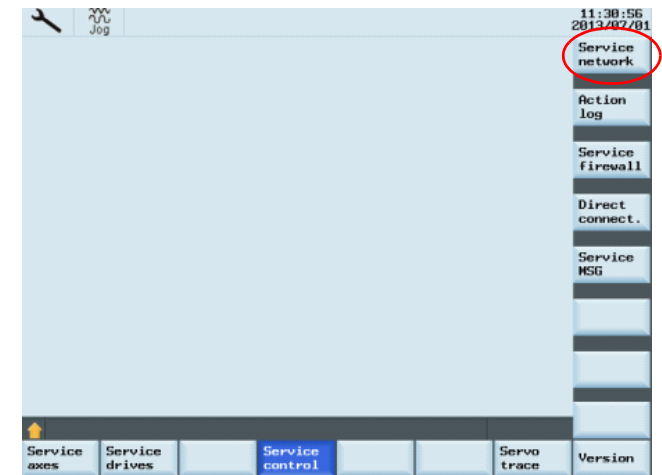 Jog
11:30:56
2013/07/01
Service
network
Action
log
Service
firewall
Direct
connect.
Service
MSG
Service
axes
Service
drives
Service
control
Servo
trace
Version